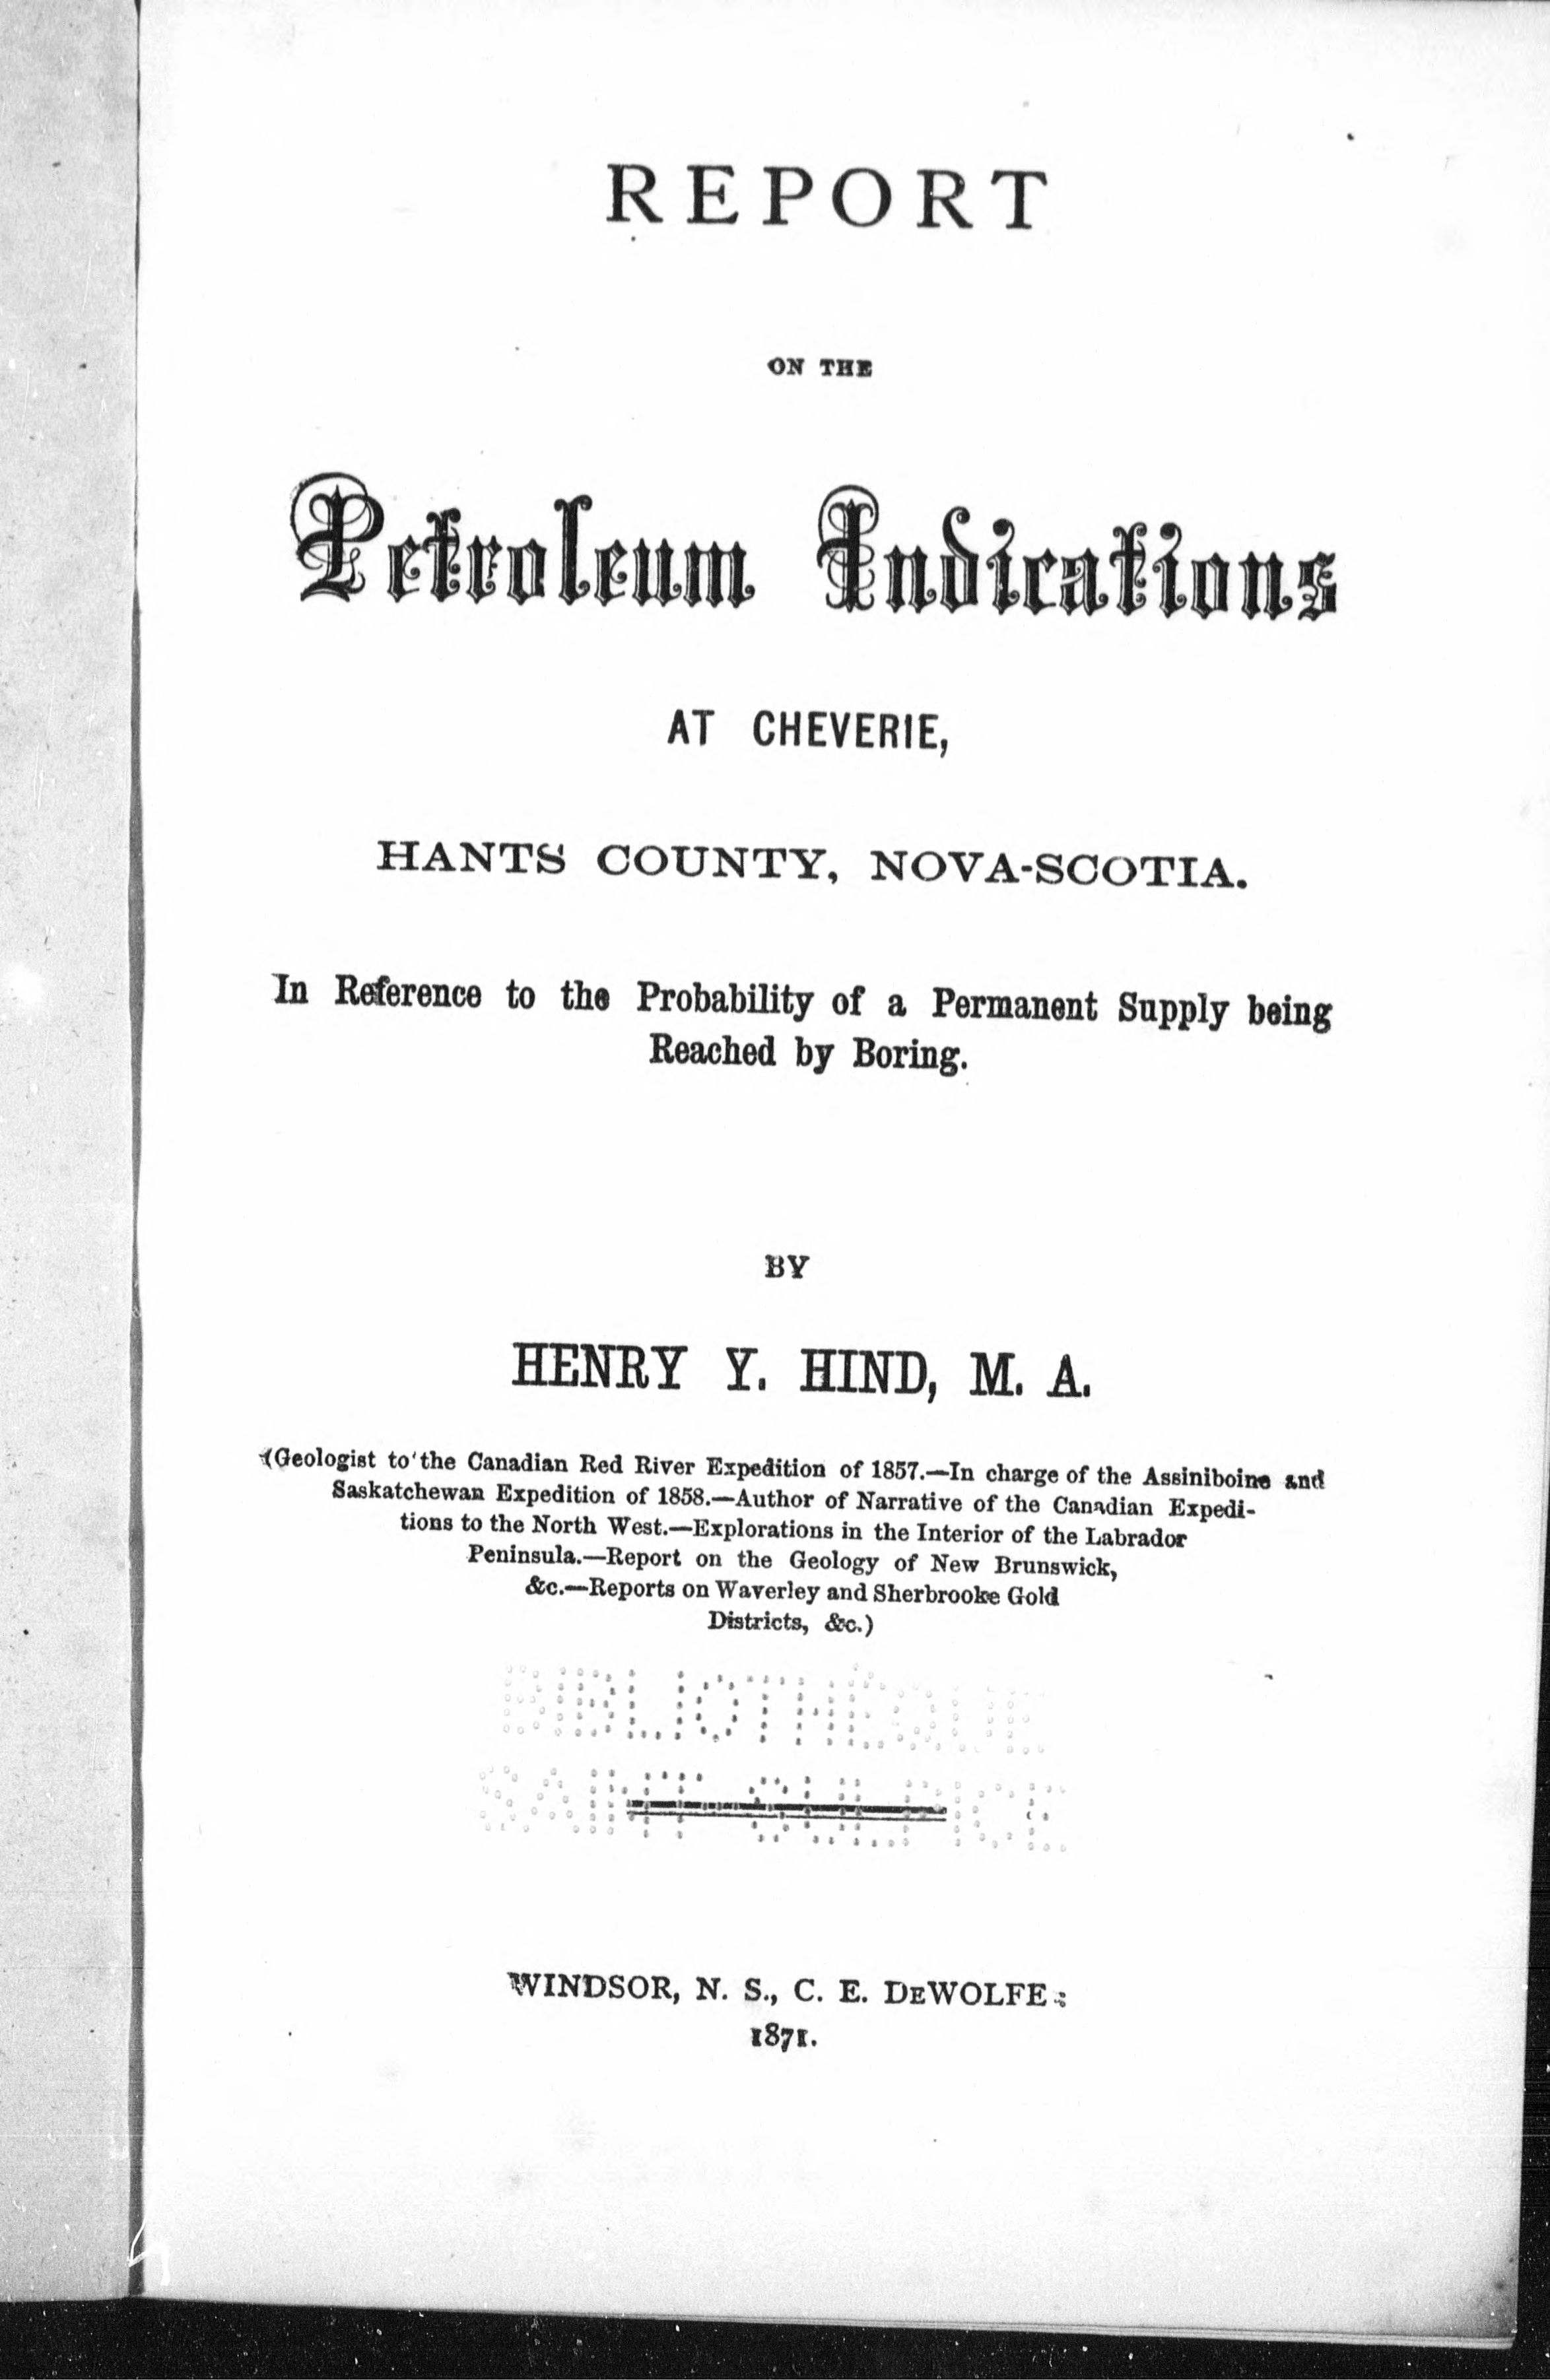 REPORT
ON THE
Petroleum Indications
AT CHEVERIE,
HANTS COUNTY, NOVA-SCOTIA.
In Reference to the Probability of a Permanent Supply being
Reached by Boring.
BY
HENRY Y. HIND, M. A.
(Geologist to the Canadian Red River Expedition of 1857.—In charge of the Assiniboine and
Saskatchewan Expedition of 1858.—Author of Narrative of the Canadian Expedi-
tions to the North West.—Explorations in the Interior of the Labrador
Peninsula.—Report on the Geology of New Brunswick,
&c.—Reports on Waverley and Sherbrooke Gold
Districts, &c.)
BIBLIOTHÈQUE
SAINT-SULPICE
WINDSOR, N. S., C. E. DEWOLFE:
1871.